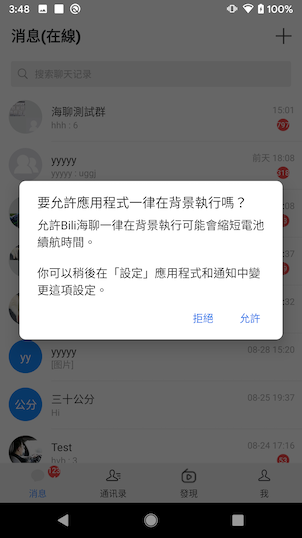 3:48
100%
消息(在線)
搜索聊天记录
海聊測試群
15:01
hhh : 6
797
yyyyy
前天 18:08
yyyyy : uggj
318
要允許應用程式一律在背景執行嗎？
允許Bili海聊一律在背景執行可能會縮短電池
續航時間。
你可以稍後在「設定」應用程式和通知中變
更這項設定。
拒絕
允許
yy
yyyyy
08-28 15:20
[图片]
公分
三十公分
08-25 19:37
Hi
Test
08-24 17:16
hyh : 3
53
123
消息
通讯录
發現
我